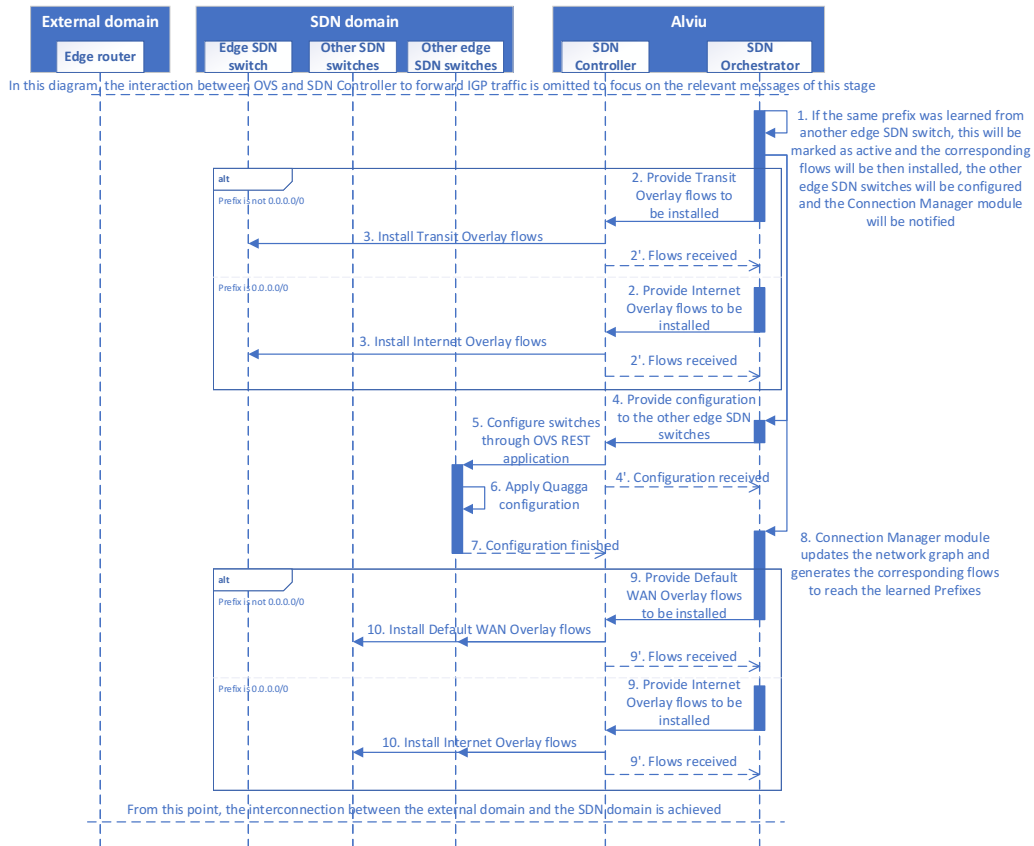 External domain
SDN domain
Alviu
Edge router
Edge SDN
switch
Other SDN
switches
Other edge
SDN switches
SDN
Controller
SDN
Orchestrator
In this diagram, the interaction between OVS and SDN Controller to forward IGP traffic is omitted to focus on the relevant messages of this stage
1. If the same prefix was learned from
another edge SDN switch, this will be
marked as active and the corresponding
flows will be then installed, the other
edge SDN switches will be configured
and the Connection Manager module
will be notified
alt
Prefix is not 0.0.0.0/0
2. Provide Transit
Overlay flows to
be installed
3. Install Transit Overlay flows
2'. Flows received
Prefix is 0.0.0.0/0
2. Provide Internet
Overlay flows to be
installed
3. Install Internet Overlay flows
2'. Flows received
4. Provide configuration
to the other edge SDN
switches
5. Configure switches
through OVS REST
application
4'. Configuration received
6. Apply Quagga
configuration
7. Configuration finished
8. Connection Manager module
updates the network graph and
generates the corresponding flows
to reach the learned Prefixes
alt
Prefix is not 0.0.0.0/0
9. Provide Default
WAN Overlay flows
to be installed
10. Install Default WAN Overlay flows
9'. Flows received
Prefix is 0.0.0.0/0
9. Provide Internet
Overlay flows to be
installed
10. Install Internet Overlay flows
9'. Flows received
From this point, the interconnection between the external domain and the SDN domain is achieved